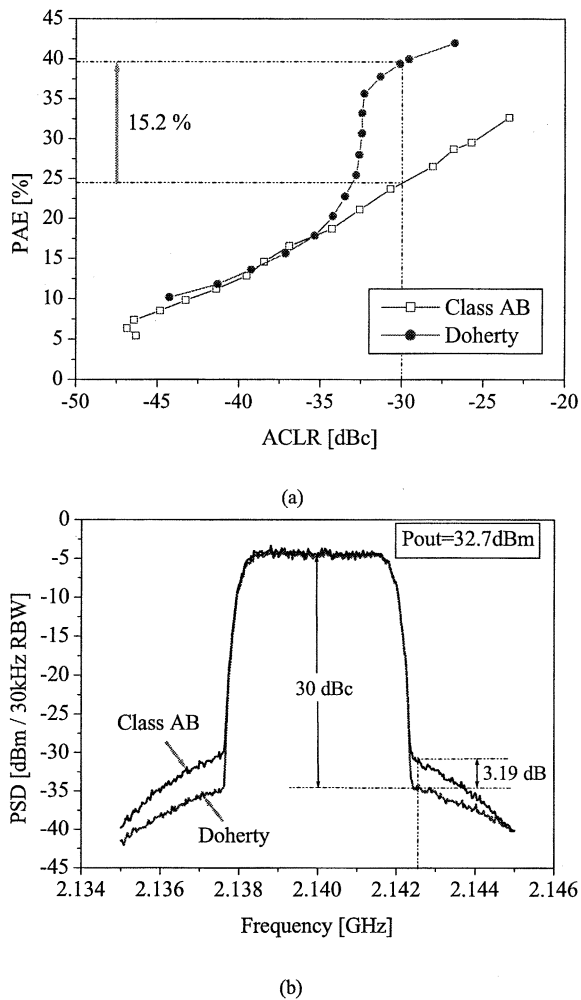 45
40
35
30
25
20
15
10
5
0
PAE [%]
15.2 %
Class AB
Doherty
-50 -45 -40 -35 -30 -25 -20
ACLR [dBc]
(a)
0
-5
-10
-15
-20
-25
-30
-35
-40
-45
PSD [dBm / 30kHz RBW]
Pout=32.7dBm
30 dBc
Class AB
3.19 dB
Doherty
2.134 2.136 2.138 2.140 2.142 2.144 2.146
Frequency [GHz]
(b)